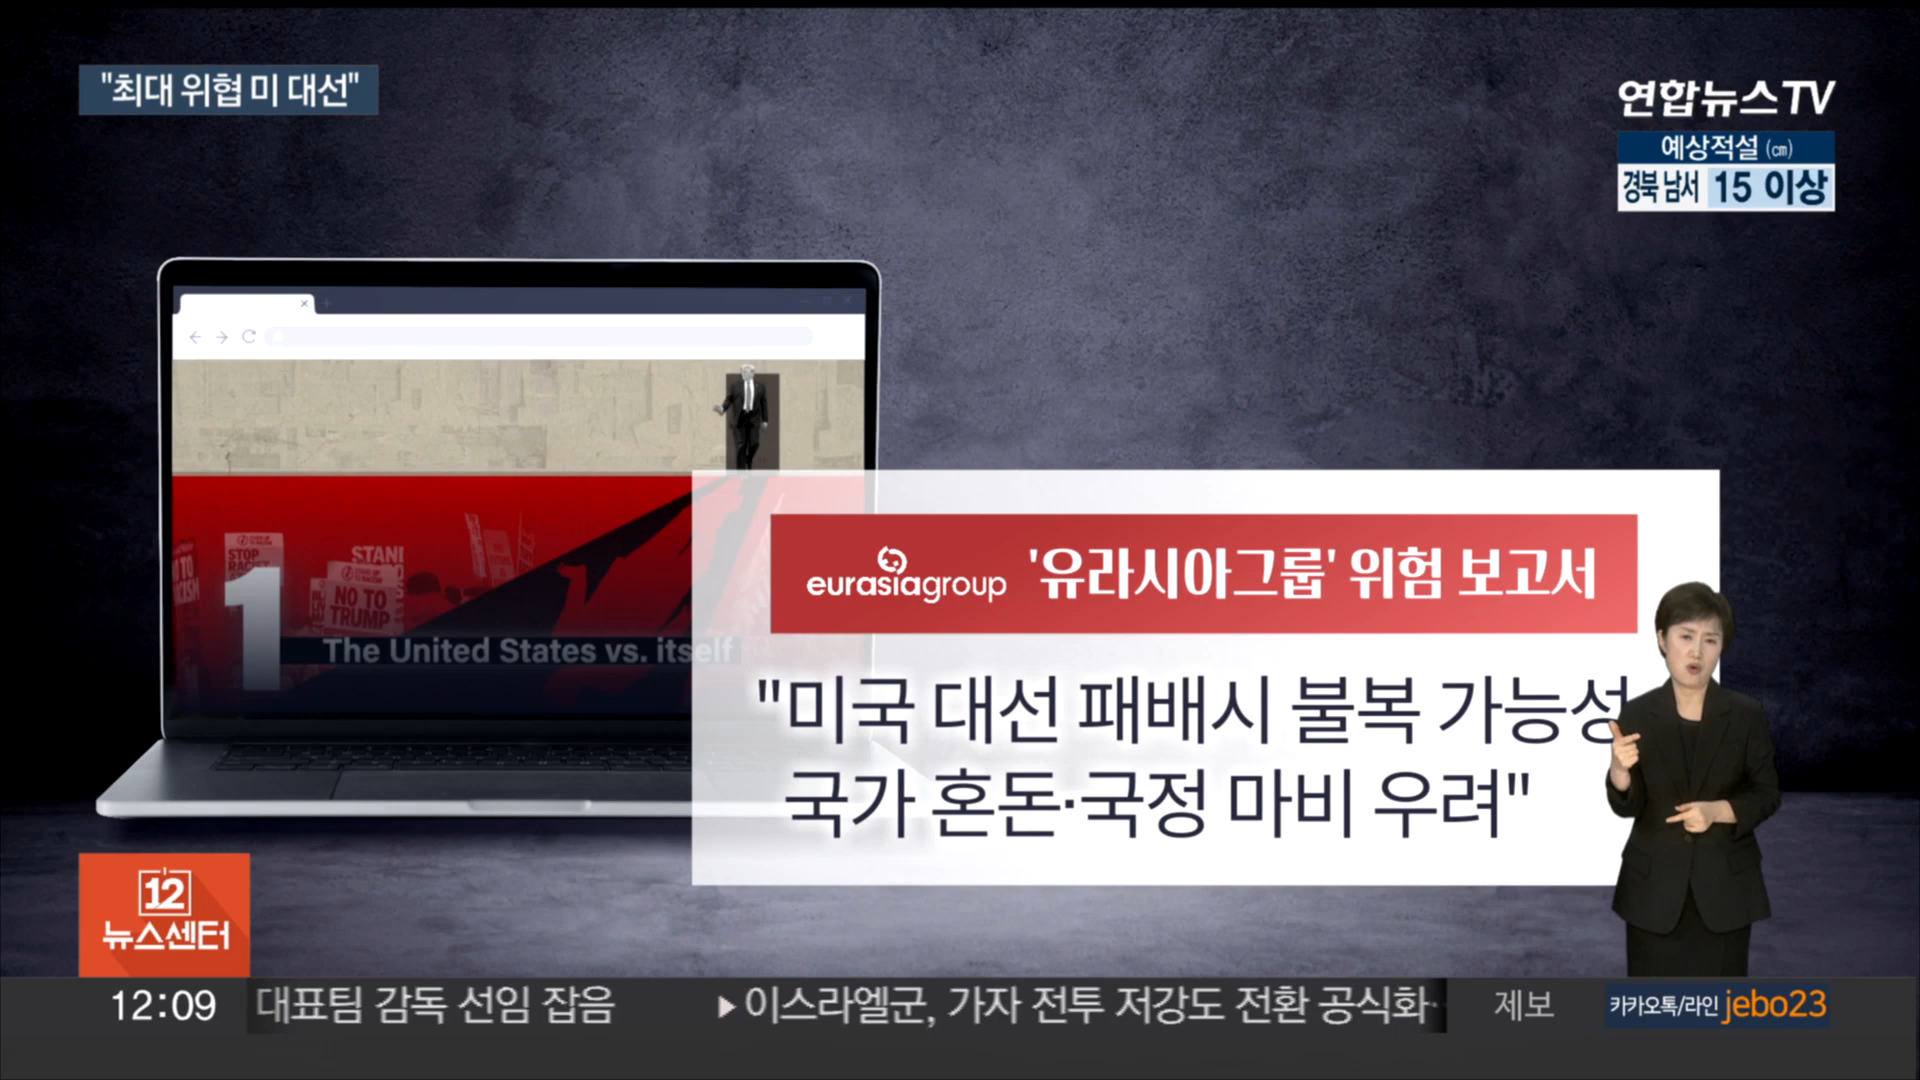 "최대 위협 미 대선"
연합뉴스TV
예상적설 (㎝)
경북 남서 15 이상
STOP
NO TO
TRUMP
1
The United States vs. itself
eurasiagroup '유라시아그룹' 위험 보고서
"미국 대선 패배시 불복 가능성
국가 혼돈·국정 마비 우려"
12
뉴스센터
12:09 대표팀 감독 선임 잡음 ▶이스라엘군, 가자 전투 저강도 전환 공식화· 제보 카카오톡/라인 jebo23